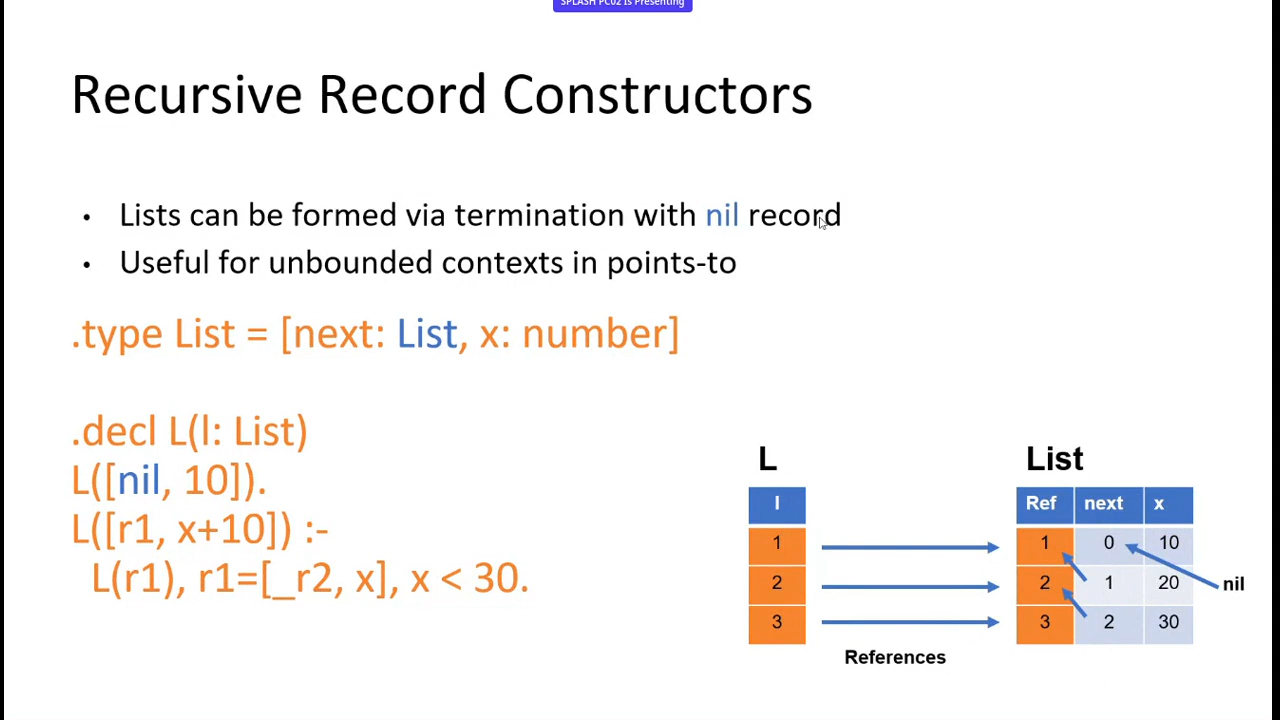 SPLASH PC02 is Presenting
Recursive Record Constructors
• Lists can be formed via termination with nil record
• Useful for unbounded contexts in points-to
.type List = [next: List, x: number]
.decl L(l: List)
L([nil, 10]).
L([r1, x+10]) :-
L(r1), r1=[_r2, x], x < 30.
L
l
1
2
3
References
List
Ref next x
1 0 10
2 1 20
3 2 30
nil